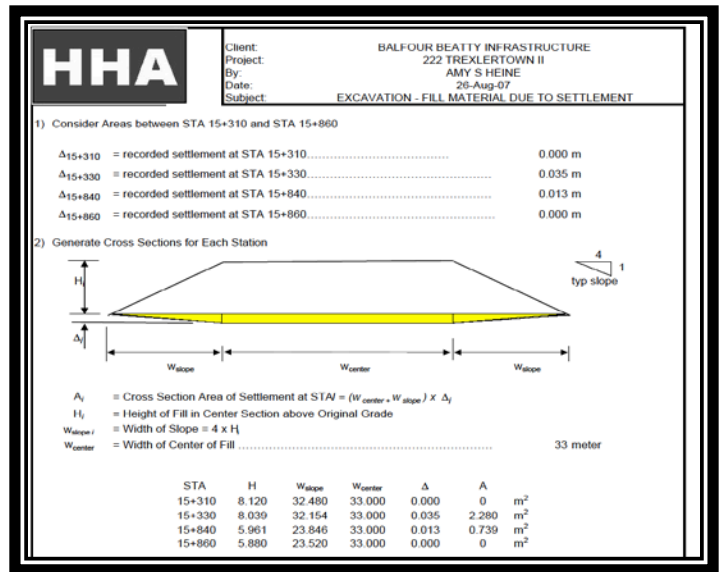 HHA
Client: BALFOUR BEATTY INFRASTRUCTURE
Project: 222 TREXLERTOWN II
By: AMY S HEINE
Date: 26-Aug-07
Subject: EXCAVATION - FILL MATERIAL DUE TO SETTLEMENT
1) Consider Areas between STA 15+310 and STA 15+860
Δ15+310 = recorded settlement at STA 15+310 0.000 m
Δ15+330 = recorded settlement at STA 15+330 0.035 m
Δ15+840 = recorded settlement at STA 15+840 0.013 m
Δ15+860 = recorded settlement at STA 15+860 0.000 m
2) Generate Cross Sections for Each Station
4
1
typ slope
Hi
Δi
Wslope Wcenter Wslope
Ai = Cross Section Area of Settlement at STAi = (w center + w slope) x Δi
Hi = Height of Fill in Center Section above Original Grade
Wslope i = Width of Slope = 4 x Hi
Wcenter = Width of Center of Fill 33 meter
STA H Wslope Wcenter Δ A
15+310 8.120 32.480 33.000 0.000 0 m²
15+330 8.039 32.154 33.000 0.035 2.280 m²
15+840 5.961 23.846 33.000 0.013 0.739 m²
15+860 5.880 23.520 33.000 0.000 0 m²